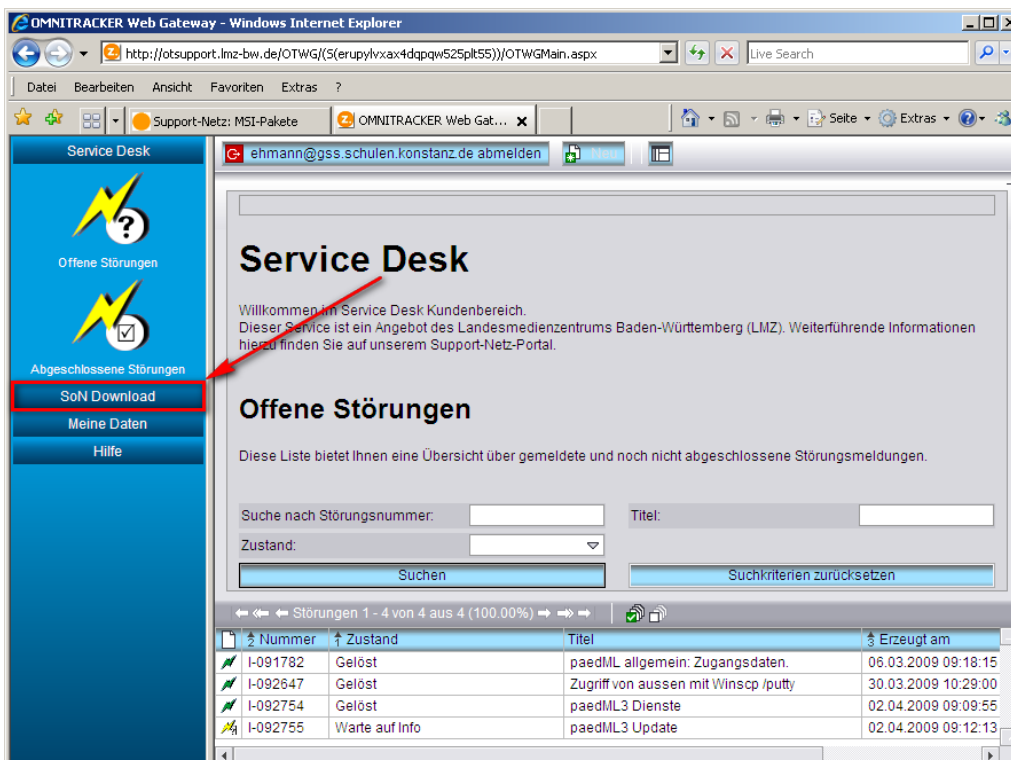 OMNITRACKER Web Gateway - Windows Internet Explorer
http://otsupport.lmz-bw.de/OTWG/(S(erupylvxax4dqpqw525plt55))/OTWGMain.aspx
Live Search
Datei Bearbeiten Ansicht Favoriten Extras ?
Support-Netz: MSI-Pakete
OMNITRACKER Web Gat...
Seite
Extras
Service Desk
Offene Störungen
Abgeschlossene Störungen
SoN Download
Meine Daten
Hilfe
ehmann@gss.schulen.konstanz.de abmelden
Neu
Service Desk
Willkommen im Service Desk Kundenbereich.
Dieser Service ist ein Angebot des Landesmedienzentrums Baden-Württemberg (LMZ). Weiterführende Informationen
hierzu finden Sie auf unserem Support-Netz-Portal.
Offene Störungen
Diese Liste bietet Ihnen eine Übersicht über gemeldete und noch nicht abgeschlossene Störungsmeldungen.
Suche nach Störungsnummer:
Titel:
Zustand:
Suchen
Suchkriterien zurücksetzen
Störungen 1 - 4 von 4 aus 4 (100.00%)
2 Nummer 1 Zustand Titel 3 Erzeugt am
I-091782 Gelöst paedML allgemein: Zugangsdaten. 06.03.2009 09:18:15
I-092647 Gelöst Zugriff von aussen mit Winscp /putty 30.03.2009 10:29:00
I-092754 Gelöst paedML3 Dienste 02.04.2009 09:09:55
I-092755 Warte auf Info paedML3 Update 02.04.2009 09:12:13